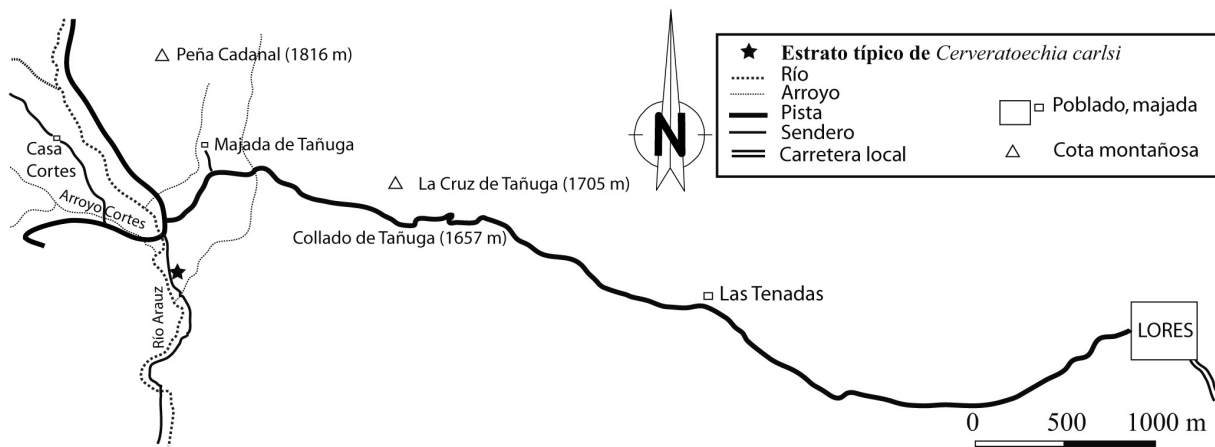 Peña Cadanal (1816 m)
Casa
Cortes
Majada de Tañuga
Arroyo Cortes
La Cruz de Tañuga (1705 m)
Collado de Tañuga (1657 m)
Río Arauz
Las Tenadas
LORES
N
Estrato típico de Cerveratoechia carlsi
Río
Arroyo
Pista
Sendero
Carretera local
Poblado, majada
Cota montañosa
0 500 1000 m